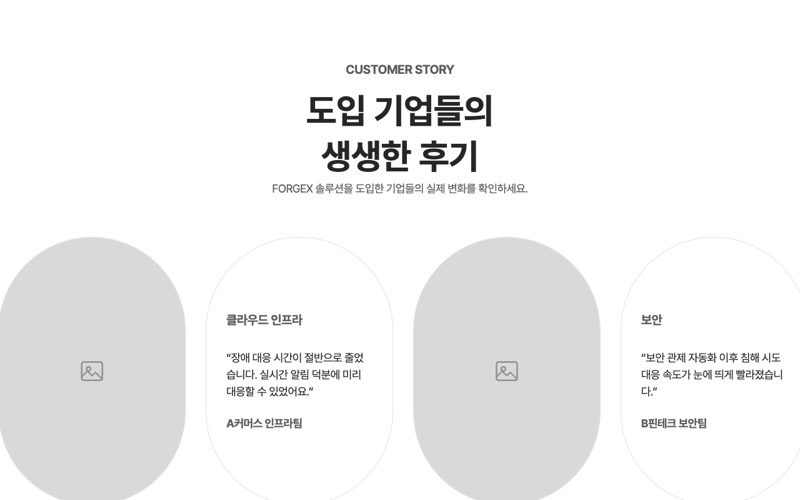 CUSTOMER STORY
도입 기업들의
생생한 후기
FORGEX 솔루션을 도입한 기업들의 실제 변화를 확인하세요.
클라우드 인프라
“장애 대응 시간이 절반으로 줄었
습니다. 실시간 알림 덕분에 미리
대응할 수 있었어요.”
A커머스 인프라팀
보안
“보안 관제 자동화 이후 침해 시도
대응 속도가 눈에 띄게 빨라졌습니
다.”
B핀테크 보안팀